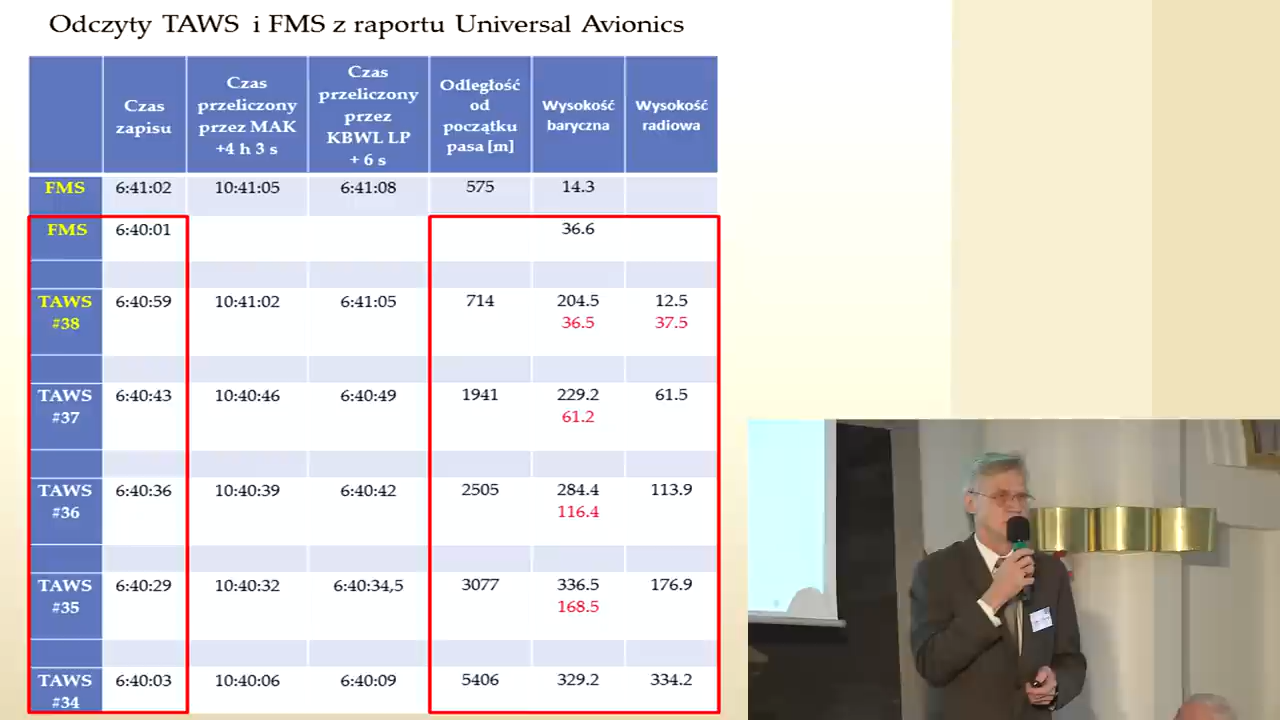 Odczyty TAWS i FMS z raportu Universal Avionics
Czas zapisu
Czas przeliczony przez MAK +4 h 3 s
Czas przeliczony przez KBWL LP + 6 s
Odległość od początku pasa [m]
Wysokość baryczna
Wysokość radiowa
FMS 6:41:02 10:41:05 6:41:08 575 14.3
FMS 6:40:01 36.6
TAWS 6:40:59 10:41:02 6:41:05 714 204.5 12.5
#38 36.5 37.5
TAWS 6:40:43 10:40:46 6:40:49 1941 229.2 61.5
#37 61.2
TAWS 6:40:36 10:40:39 6:40:42 2505 284.4 113.9
#36 116.4
TAWS 6:40:29 10:40:32 6:40:34,5 3077 336.5 176.9
#35 168.5
TAWS 6:40:03 10:40:06 6:40:09 5406 329.2 334.2
#34